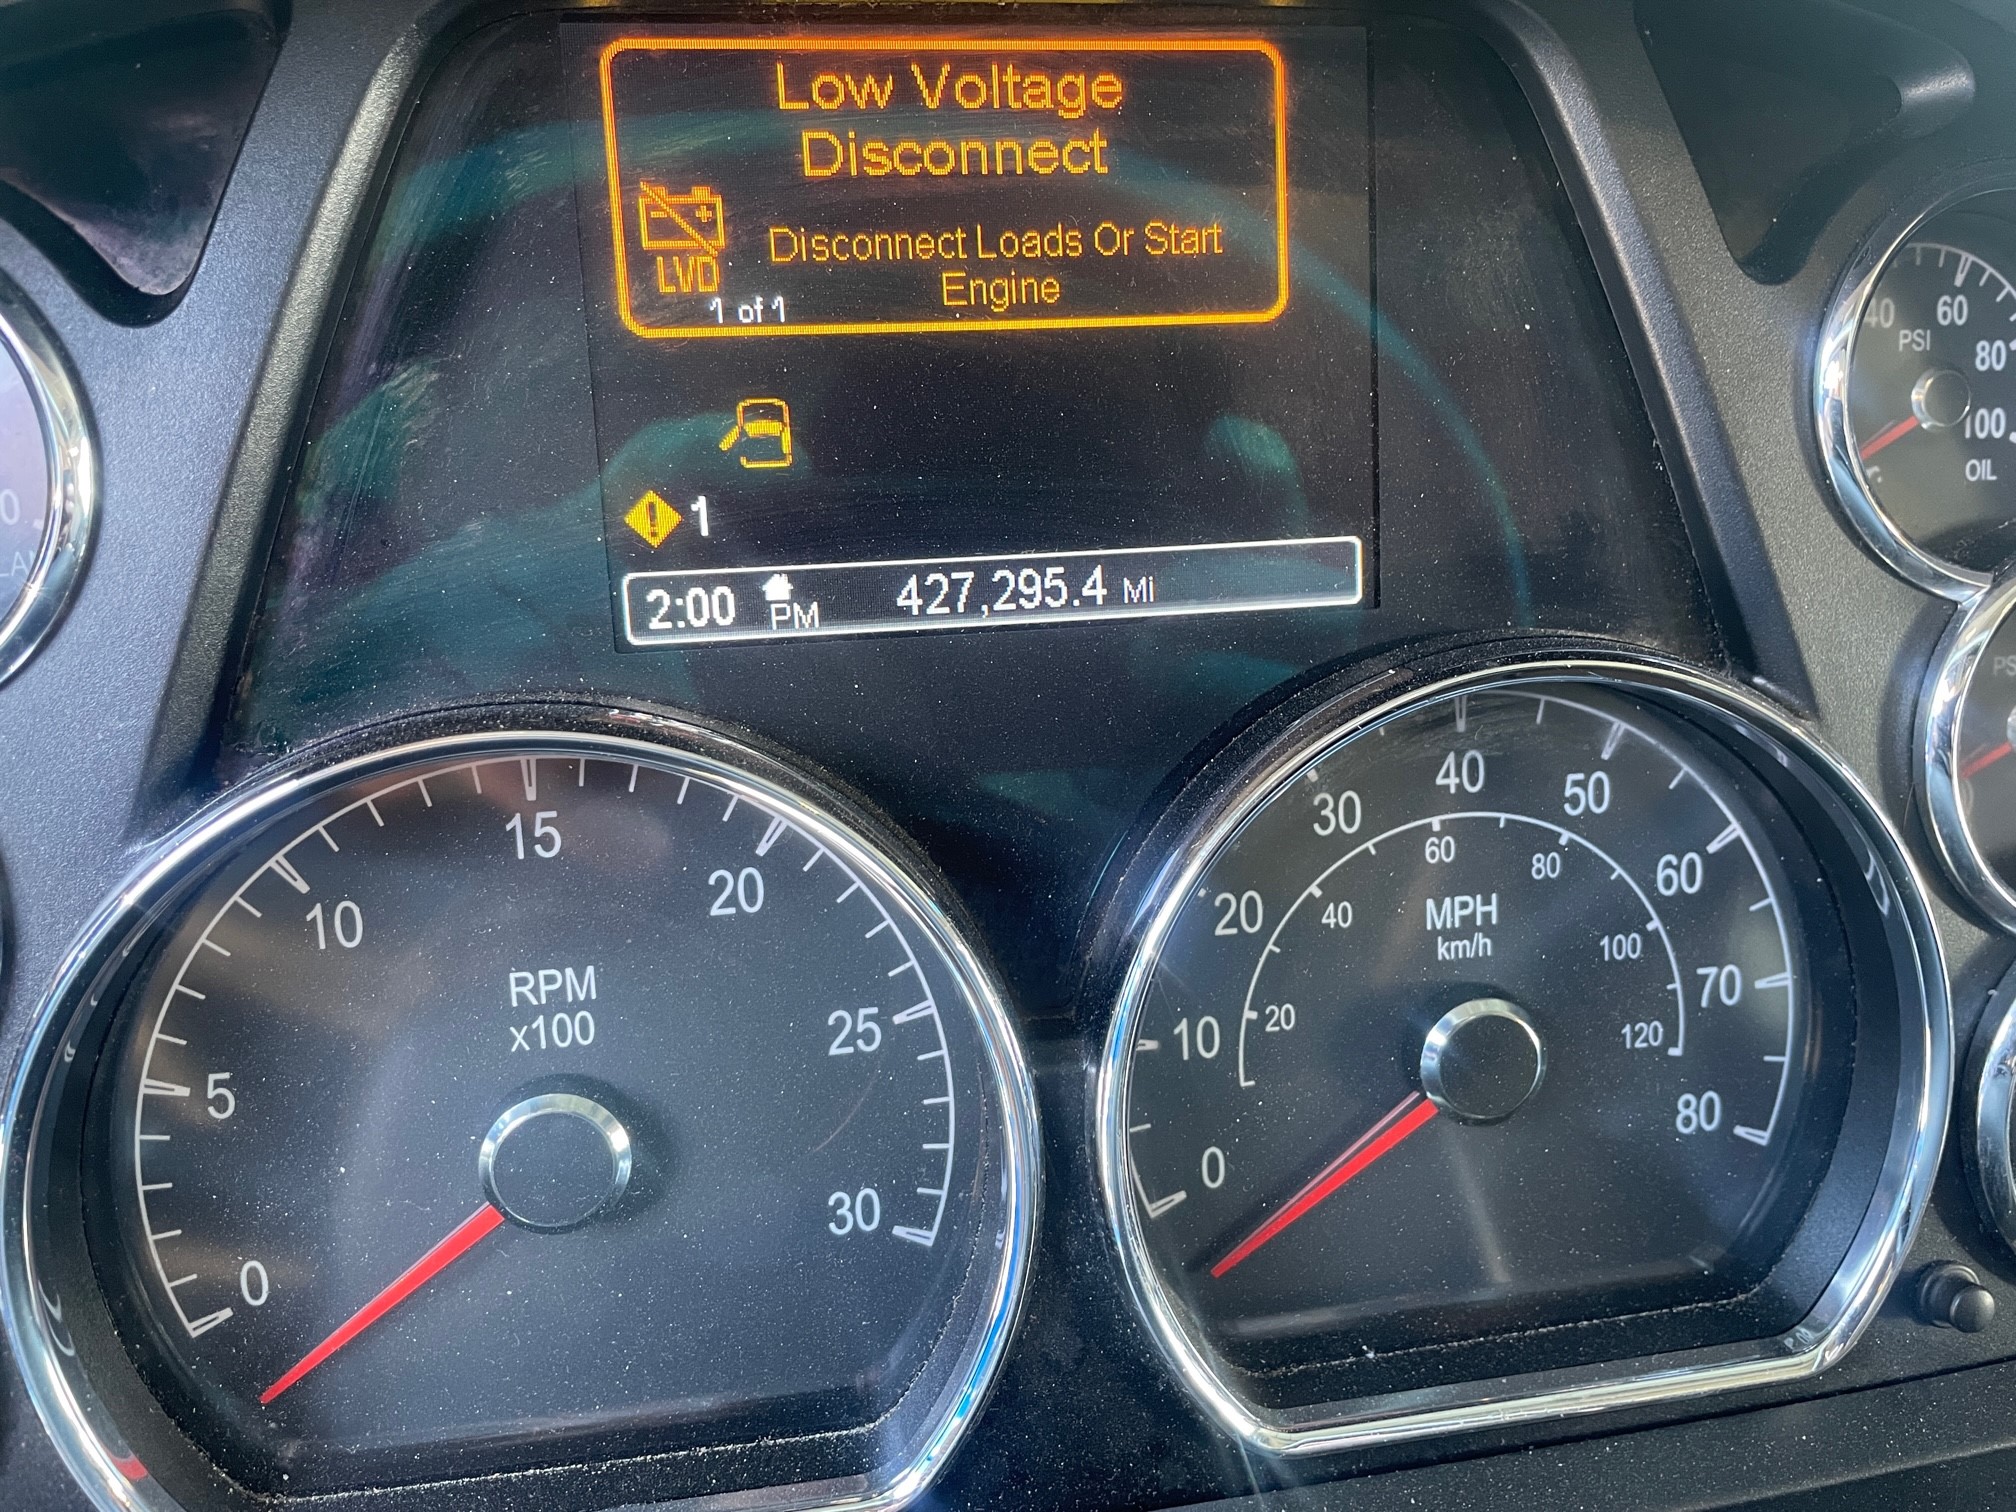 Low Voltage
Disconnect
Disconnect Loads Or Start
Engine
LVD
1 of 1
1
2:00 PM 427,295.4 Mi
40 60 80 100
PSI
OIL
0 5 10 15 20 25 30
RPM
x100
0 10 20 30 40 50 60 70 80
20 40 60 80 100 120
MPH
km/h